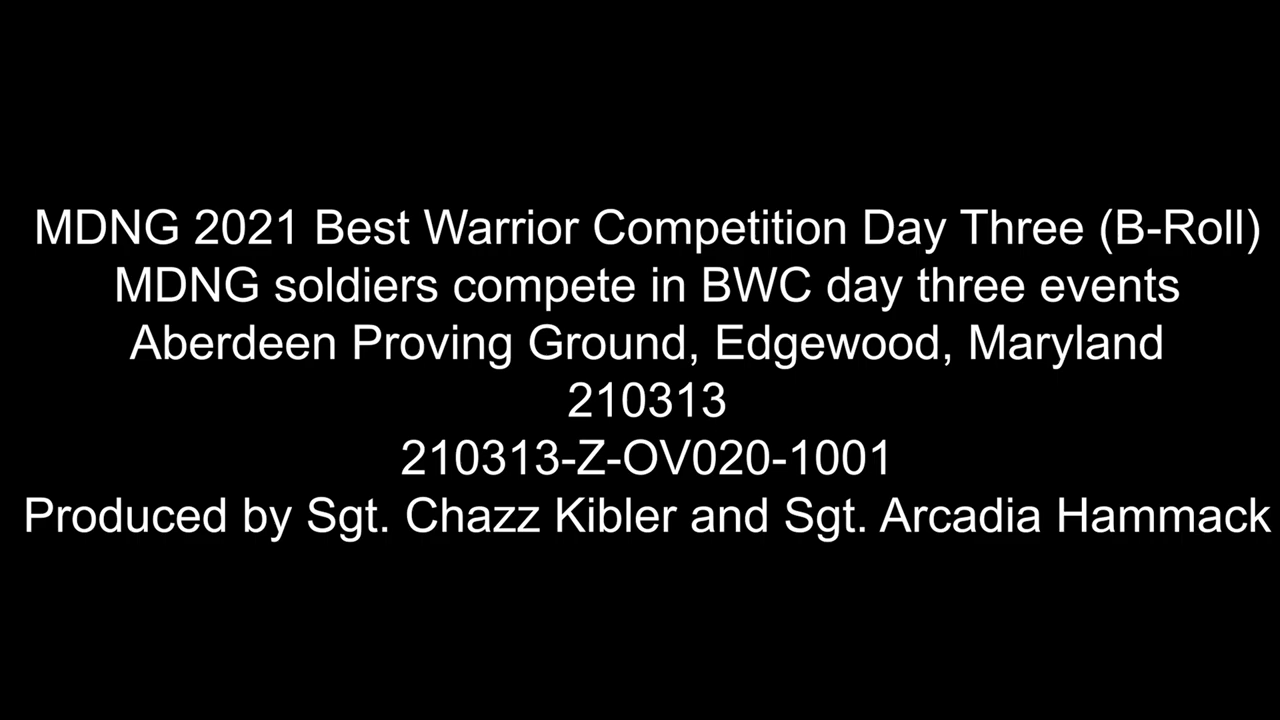 MDNG 2021 Best Warrior Competition Day Three (B-Roll)
MDNG soldiers compete in BWC day three events
Aberdeen Proving Ground, Edgewood, Maryland
210313
210313-Z-OV020-1001
Produced by Sgt. Chazz Kibler and Sgt. Arcadia Hammack